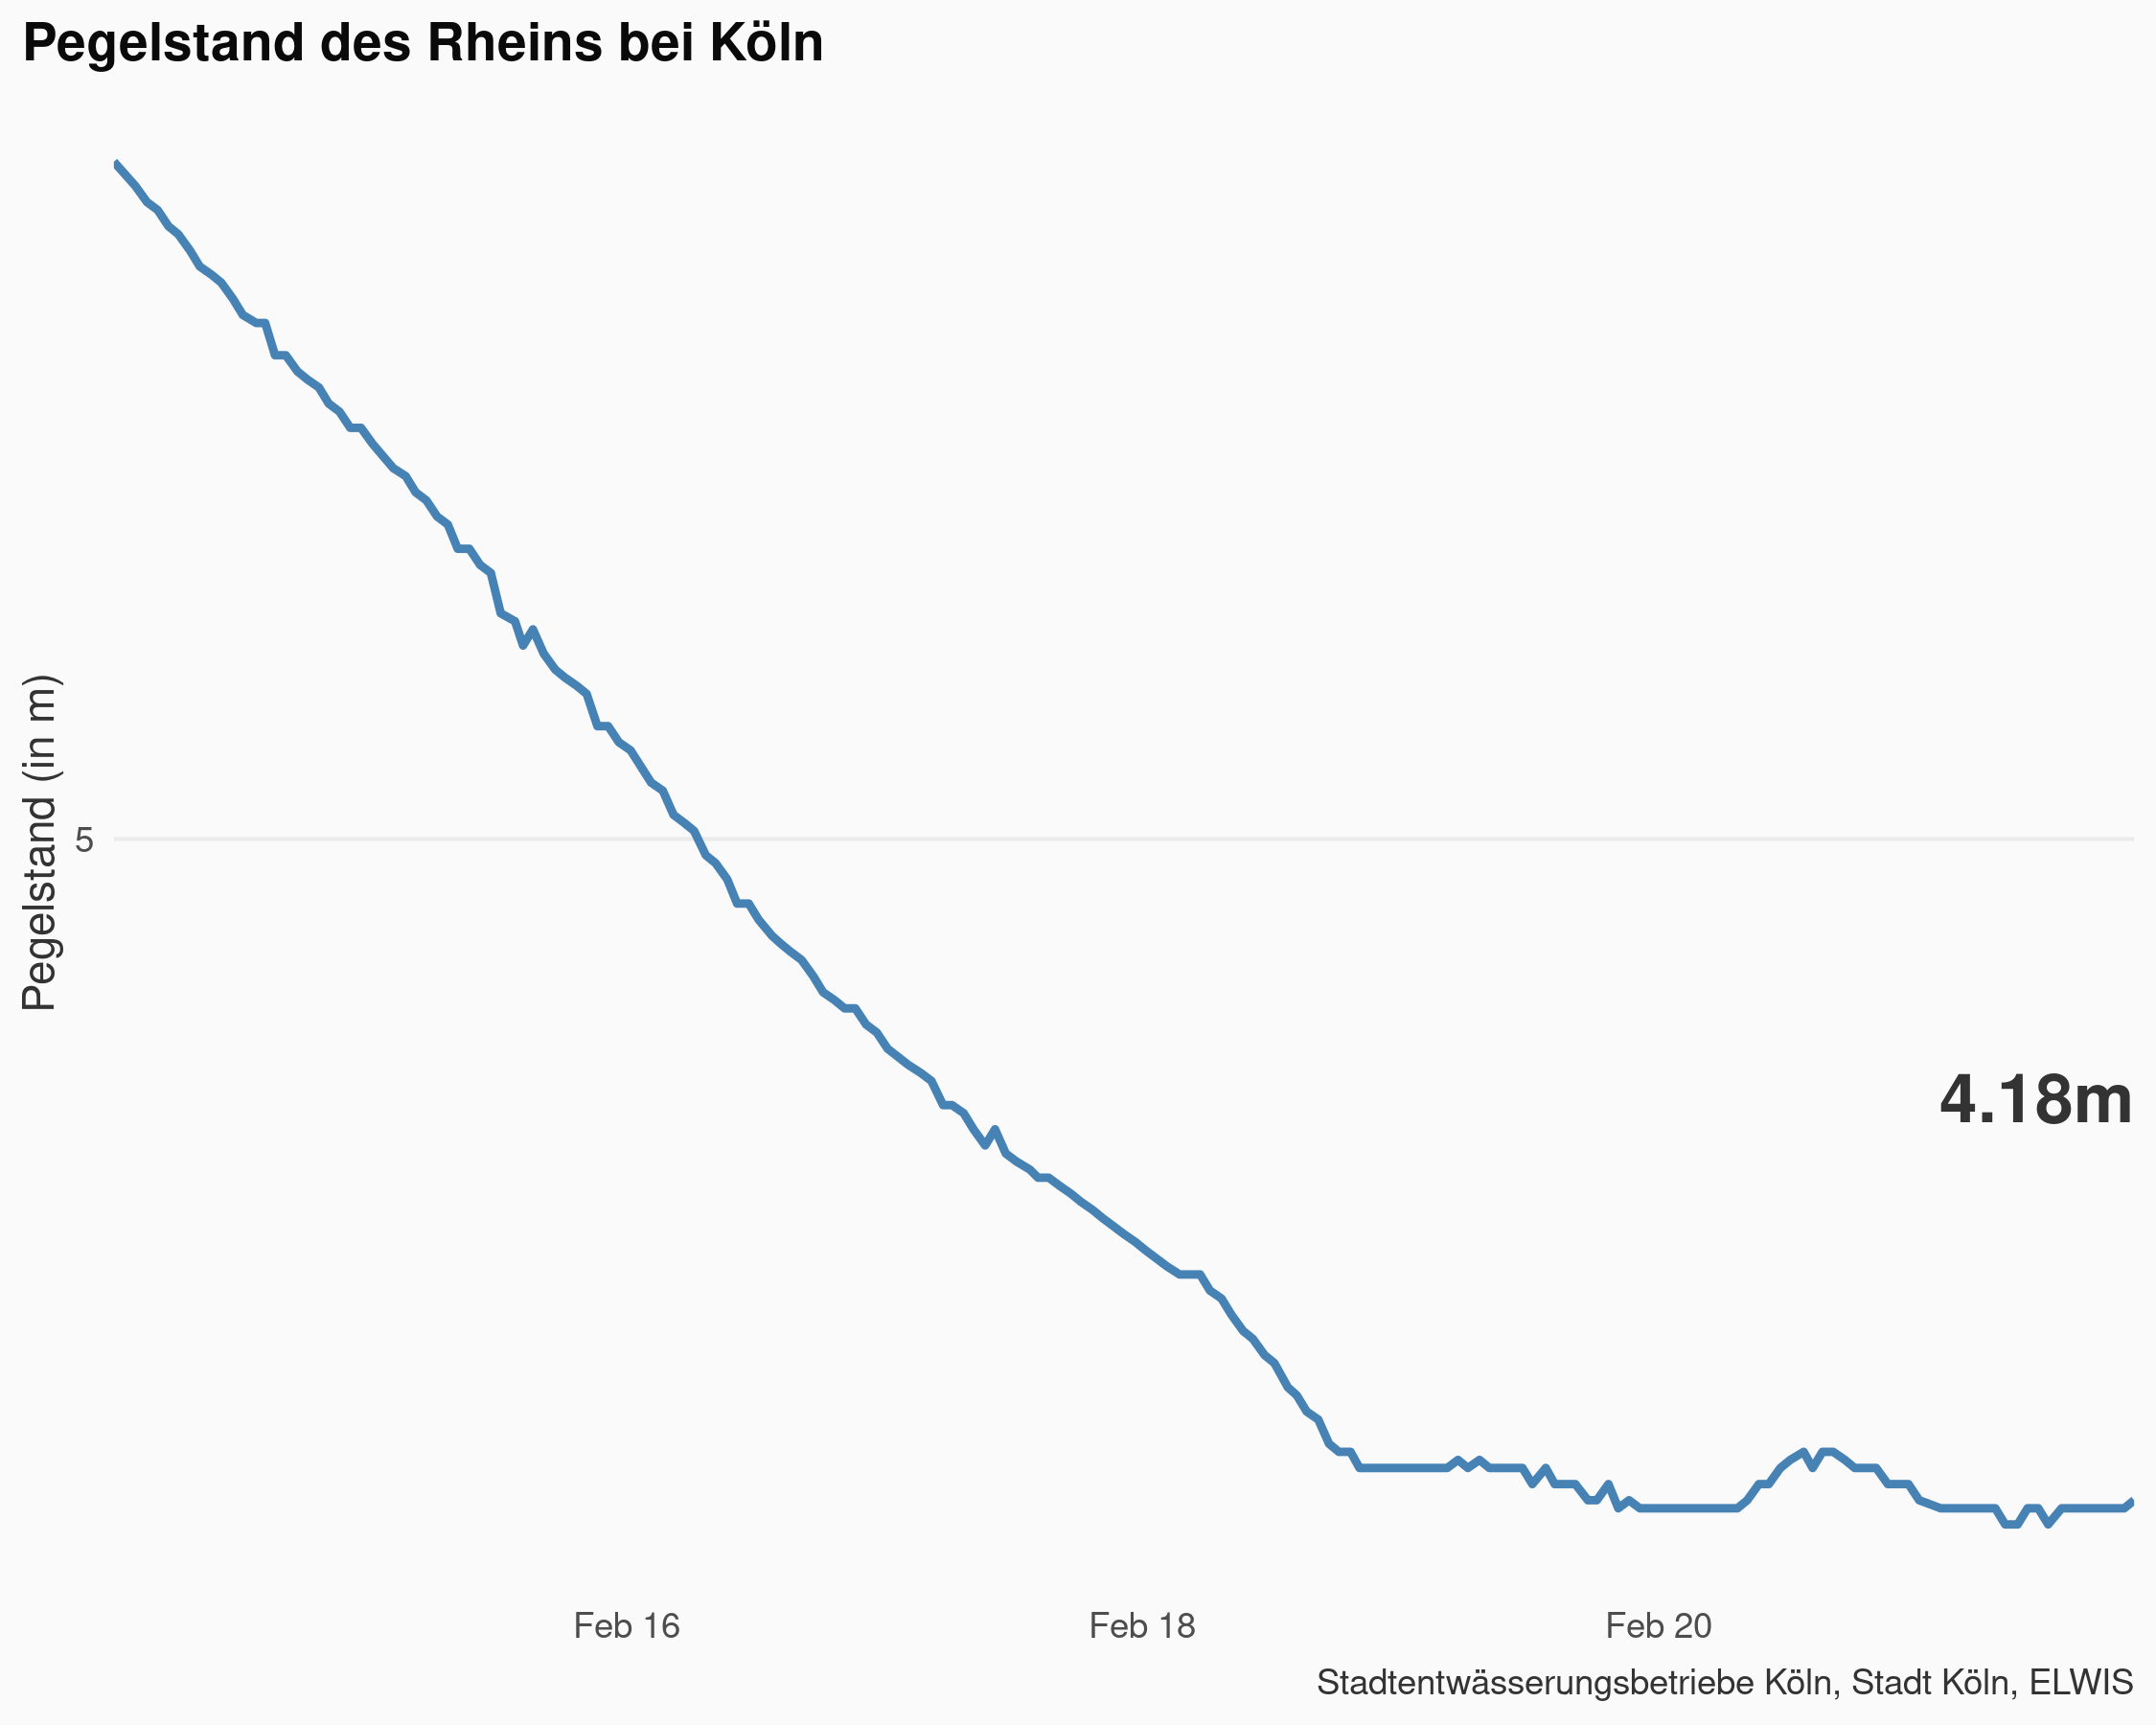 Pegelstand des Rheins bei Köln
Pegelstand (in m)
5
4.18m
Feb 16
Feb 18
Feb 20
Stadtentwässerungsbetriebe Köln, Stadt Köln, ELWIS